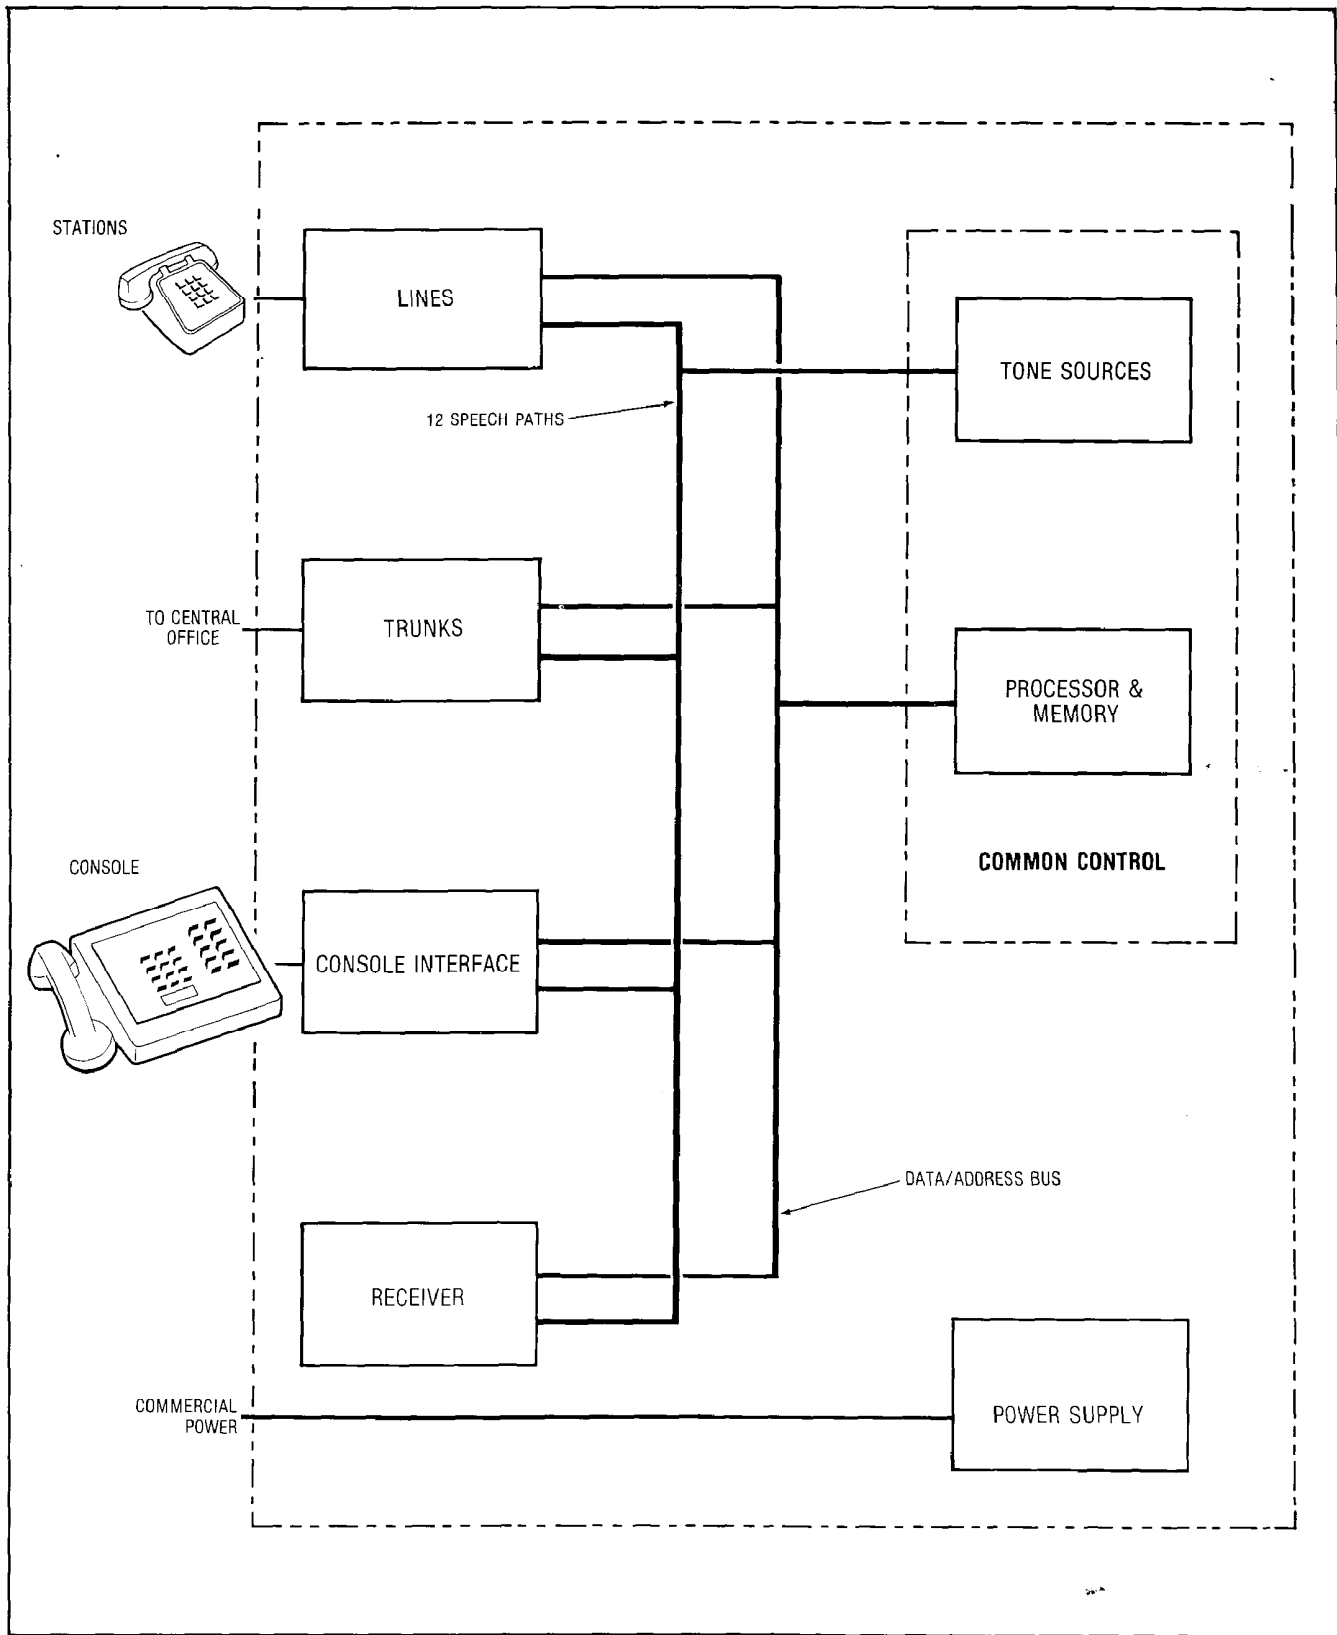 STATIONS
LINES
TONE SOURCES
12 SPEECH PATHS
TO CENTRAL
OFFICE
TRUNKS
PROCESSOR &
MEMORY
COMMON CONTROL
CONSOLE
CONSOLE INTERFACE
DATA/ADDRESS BUS
RECEIVER
COMMERCIAL
POWER
POWER SUPPLY